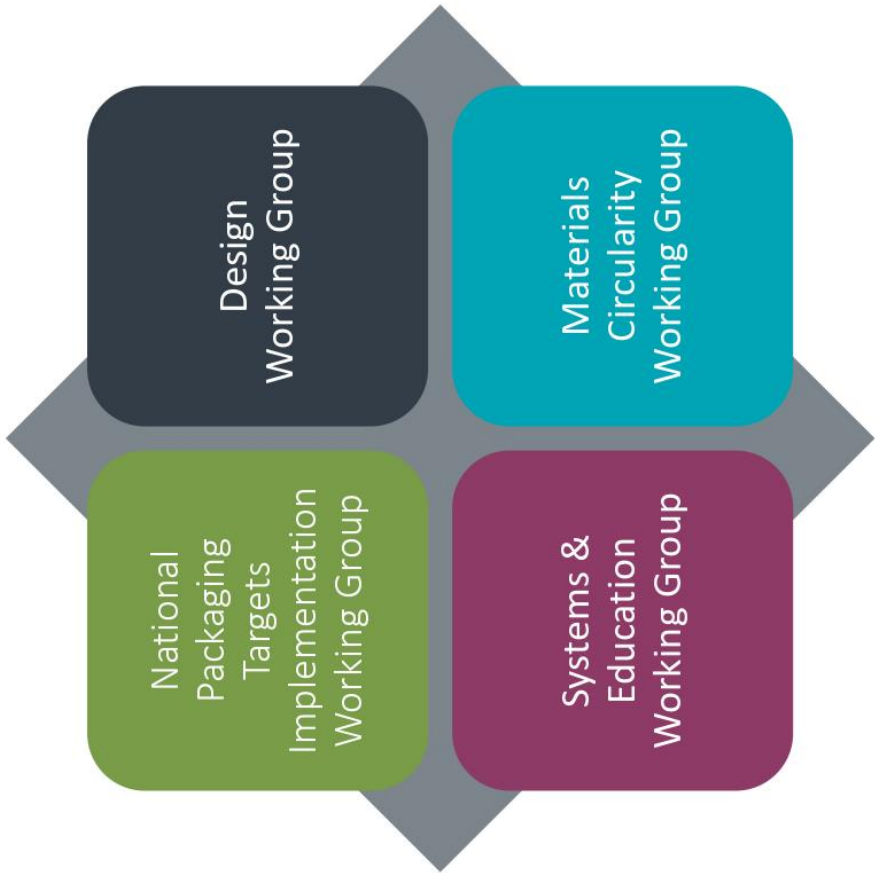 National
Packaging
Targets
Implementation
Working Group
Design
Working Group
Systems &
Education
Working Group
Materials
Circularity
Working Group